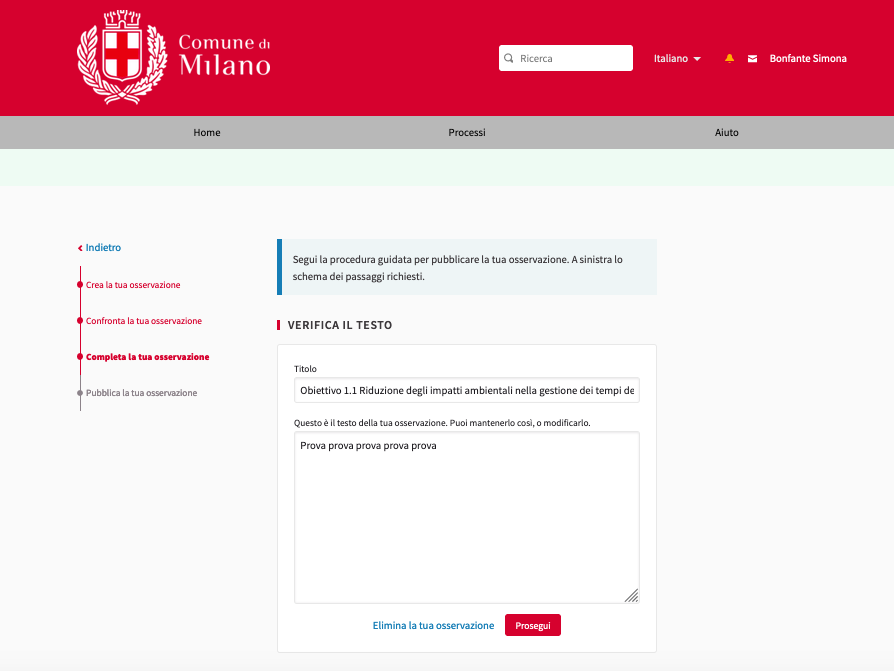 Comune di
Milano
Ricerca
Italiano
Bonfante Simona
Home
Processi
Aiuto
Indietro
Crea la tua osservazione
Confronta la tua osservazione
Completa la tua osservazione
Pubblica la tua osservazione
Segui la procedura guidata per pubblicare la tua osservazione. A sinistra lo
schema dei passaggi richiesti.
VERIFICA IL TESTO
Titolo
Obiettivo 1.1 Riduzione degli impatti ambientali nella gestione dei tempi de
Questo è il testo della tua osservazione. Puoi mantenerlo così, o modificarlo.
Prova prova prova prova prova
Elimina la tua osservazione
Prosegui